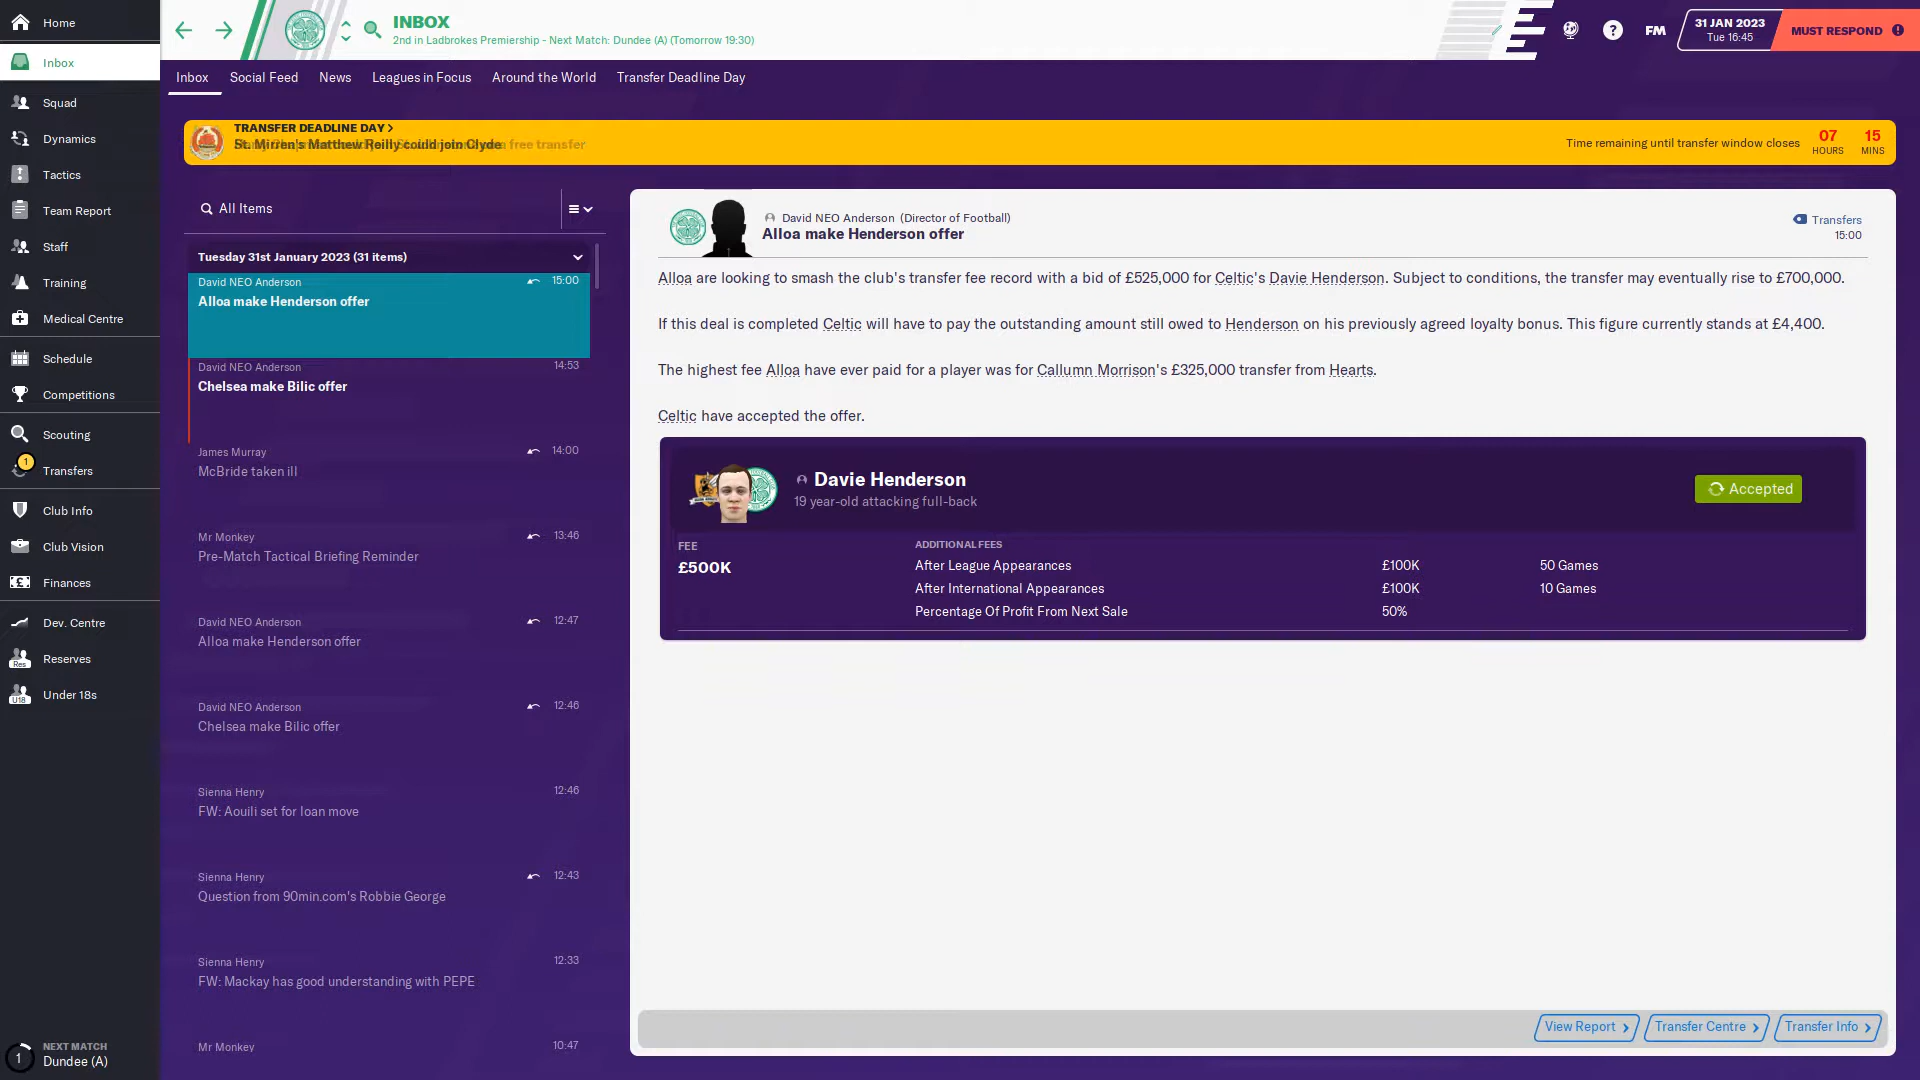 Home
INBOX
2nd in Ladbrokes Premiership - Next Match: Dundee (A) (Tomorrow 19:30)
FM
31 JAN 2023
Tue 16:45
MUST RESPOND
Inbox
Squad
Dynamics
Tactics
Team Report
Staff
Training
Medical Centre
Schedule
Competitions
Scouting
1
Transfers
Club Info
Club Vision
Finances
Dev. Centre
Res
Reserves
U18
Under 18s
1
NEXT MATCH
Dundee (A)
Inbox
Social Feed
News
Leagues in Focus
Around the World
Transfer Deadline Day
TRANSFER DEADLINE DAY >
St. Mirren's Matthew Reilly could join Clyde
a free transfer
Time remaining until transfer window closes
07
HOURS
15
MINS
All Items
Tuesday 31st January 2023 (31 items)
David NEO Anderson
15:00
Alloa make Henderson offer
David NEO Anderson
14:53
Chelsea make Bilic offer
James Murray
14:00
McBride taken ill
Mr Monkey
13:46
Pre-Match Tactical Briefing Reminder
David NEO Anderson
12:47
Alloa make Henderson offer
David NEO Anderson
12:46
Chelsea make Bilic offer
Sienna Henry
12:46
FW: Aouili set for loan move
Sienna Henry
12:43
Question from 90min.com's Robbie George
Sienna Henry
12:33
FW: Mackay has good understanding with PEPE
Mr Monkey
10:47
David NEO Anderson (Director of Football)
Alloa make Henderson offer
Transfers
15:00
Alloa are looking to smash the club's transfer fee record with a bid of £525,000 for Celtic's Davie Henderson. Subject to conditions, the transfer may eventually rise to £700,000.
If this deal is completed Celtic will have to pay the outstanding amount still owed to Henderson on his previously agreed loyalty bonus. This figure currently stands at £4,400.
The highest fee Alloa have ever paid for a player was for Callumn Morrison's £325,000 transfer from Hearts.
Celtic have accepted the offer.
Davie Henderson
19 year-old attacking full-back
Accepted
FEE
£500K
ADDITIONAL FEES
After League Appearances £100K 50 Games
After International Appearances £100K 10 Games
Percentage Of Profit From Next Sale 50%
View Report >
Transfer Centre >
Transfer Info >